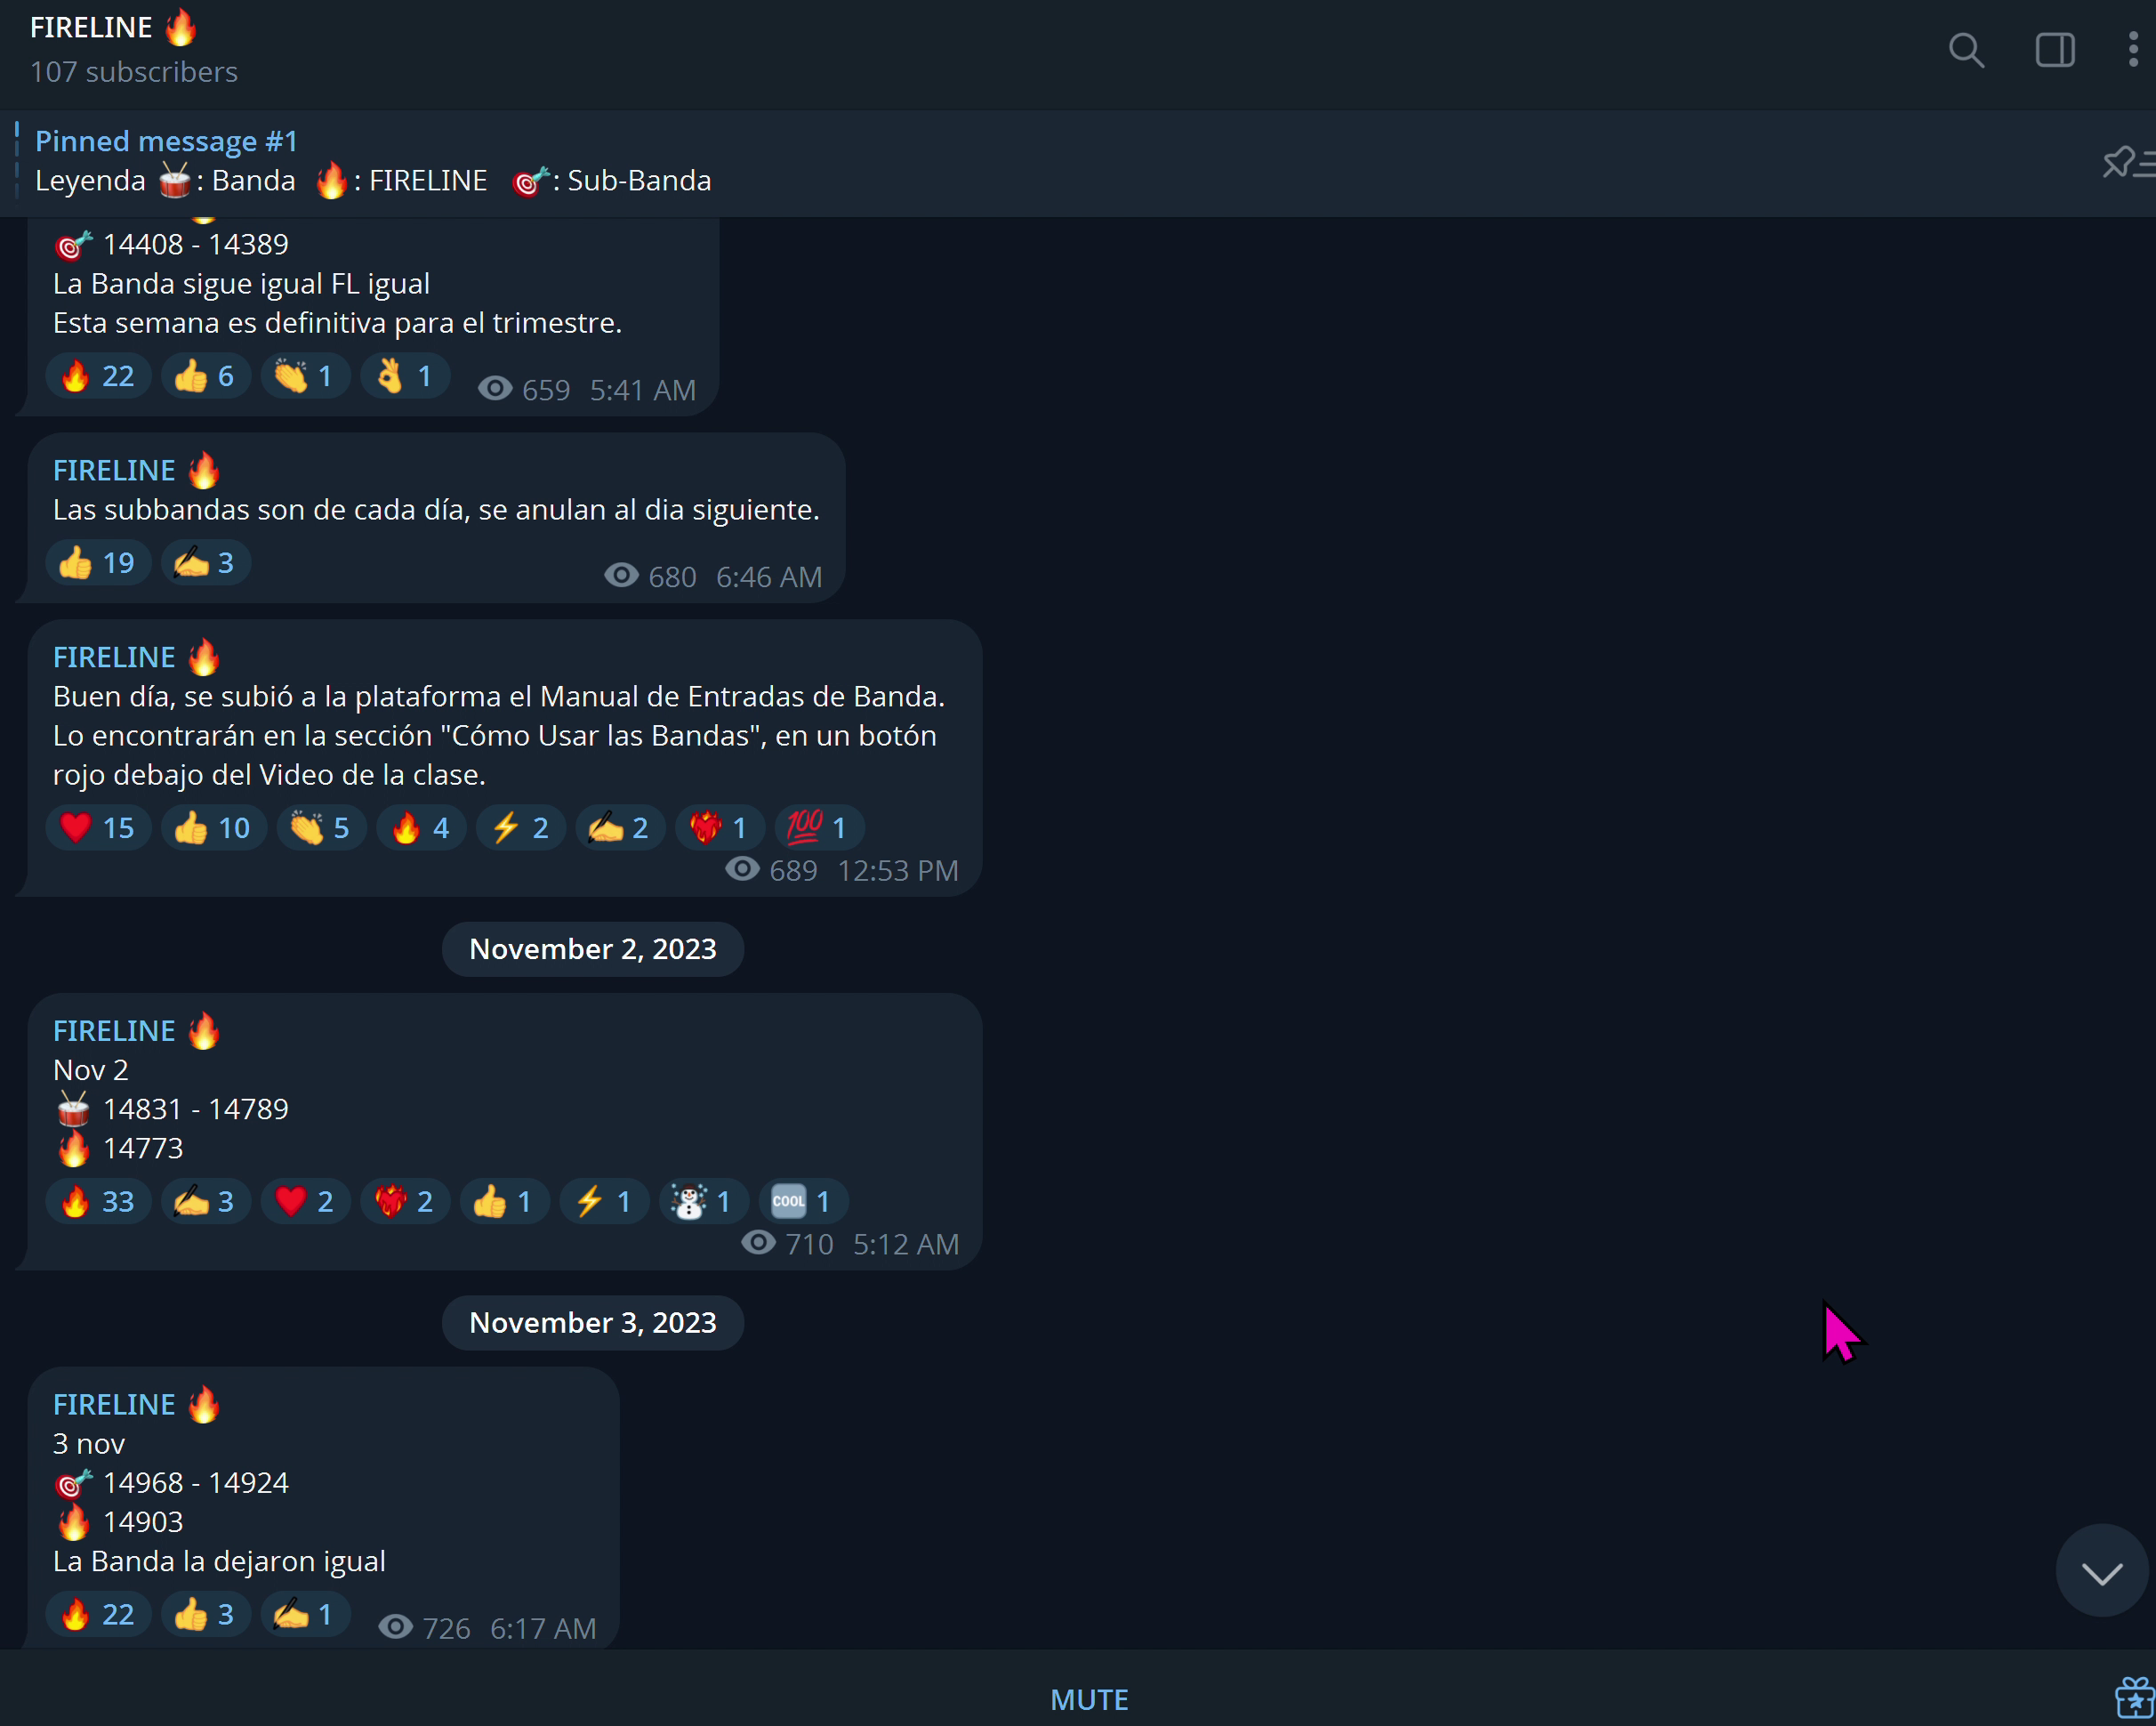 FIRELINE 🔥
107 subscribers
Pinned message #1
Leyenda 🥁: Banda 🔥: FIRELINE 🎯: Sub-Banda
🎯 14408 - 14389
La Banda sigue igual FL igual
Esta semana es definitiva para el trimestre.
🔥 22 👍 6 👏 1 👌 1 659 5:41 AM
FIRELINE 🔥
Las subbandas son de cada día, se anulan al dia siguiente.
👍 19 ✍ 3 680 6:46 AM
FIRELINE 🔥
Buen día, se subió a la plataforma el Manual de Entradas de Banda.
Lo encontrarán en la sección "Cómo Usar las Bandas", en un botón
rojo debajo del Video de la clase.
❤ 15 👍 10 👏 5 🔥 4 ⚡ 2 ✍ 2 ❤️‍🔥 1 💯 1
689 12:53 PM
November 2, 2023
FIRELINE 🔥
Nov 2
🥁 14831 - 14789
🔥 14773
🔥 33 ✍ 3 ❤ 2 ❤️‍🔥 2 👍 1 ⚡ 1 ☃ 1 🆒 1
710 5:12 AM
November 3, 2023
FIRELINE 🔥
3 nov
🎯 14968 - 14924
🔥 14903
La Banda la dejaron igual
🔥 22 👍 3 ✍ 1 726 6:17 AM
MUTE